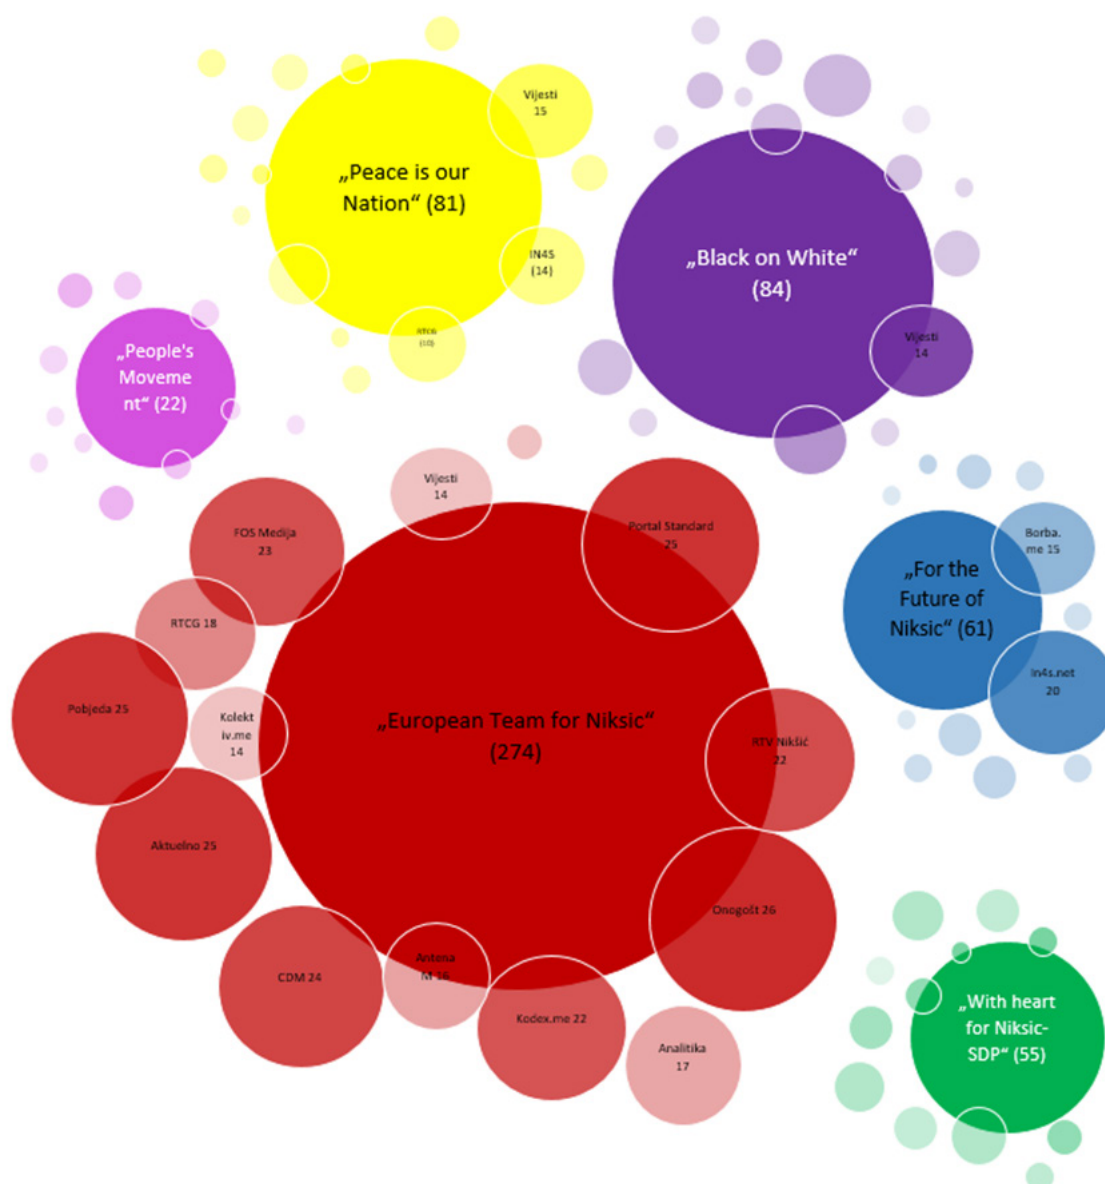 Vijesti
15
„Peace is our
Nation“ (81)
IN4S
(14)
RTCG
(10)
„Black on White“
(84)
Vijesti
14
„People's
Moveme
nt“ (22)
Vijesti
14
Portal Standard
25
FOS Medija
23
RTCG 18
Pobjeda 25
Kolekt
iv.me
14
„European Team for Niksic“
(274)
RTV Nikšić
22
Aktuelno 25
Onogošt 26
CDM 24
Antena
M 16
Kodex.me 22
Analitika
17
Borba.
me 15
„For the
Future of
Niksic“ (61)
In4s.net
20
„With heart
for Niksic-
SDP“ (55)